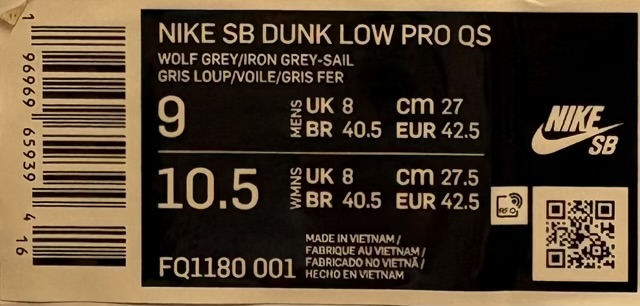 NIKE SB DUNK LOW PRO QS
WOLF GREY/IRON GREY-SAIL
GRIS LOUP/VOILE/GRIS FER
9 MENS UK 8 cm 27
BR 40.5 EUR 42.5
10.5 WMNS UK 8 cm 27.5
BR 40.5 EUR 42.5
FQ1180 001
MADE IN VIETNAM /
FABRIQUE AU VIETNAM /
FABRICADO NO VIETNÃ /
HECHO EN VIETNAM
NIKE
SB
1 96969 65939 4 16